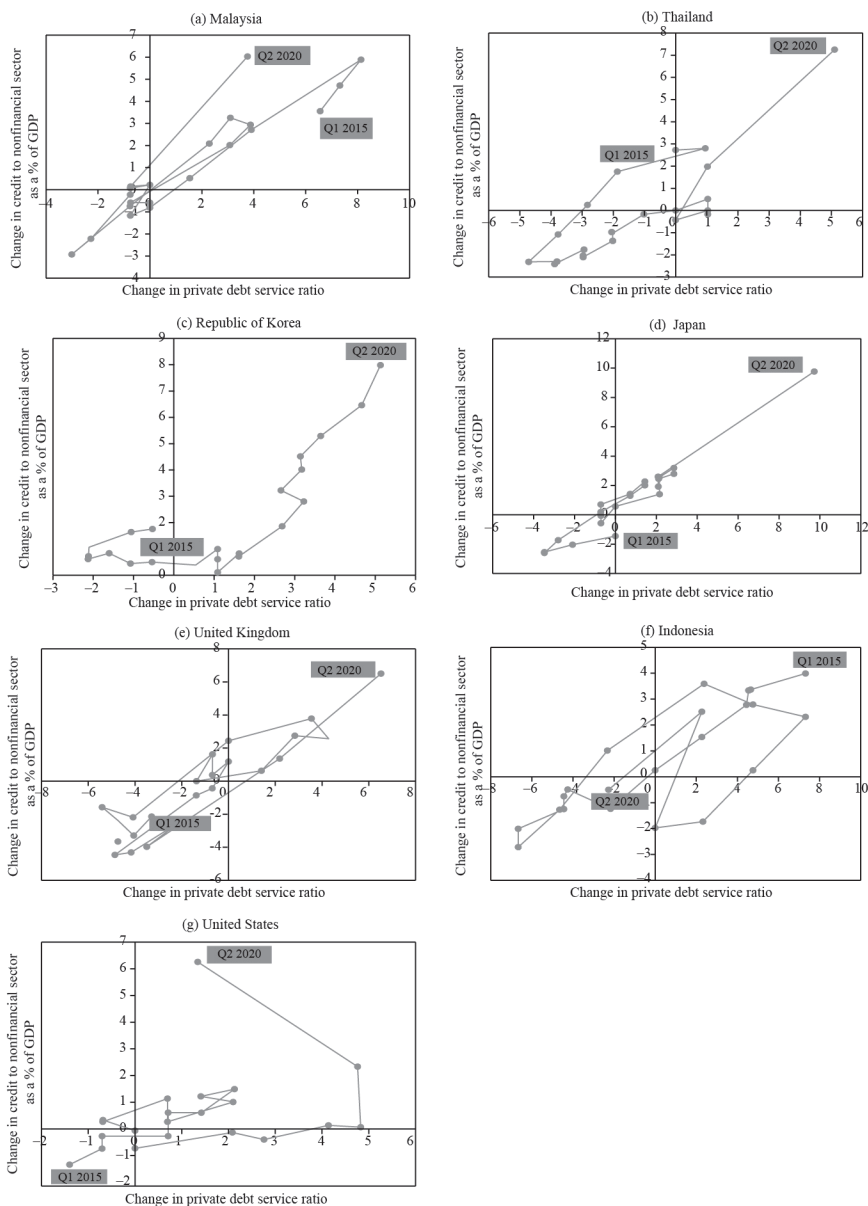 (a) Malaysia
Change in credit to nonfinancial sector
as a % of GDP
7
6
5
4
3
2
1
–1
–2
–3
4
–4 –2 0 2 4 6 8 10
Q2 2020
Q1 2015
Change in private debt service ratio
(b) Thailand
Change in credit to nonfinancial sector
as a % of GDP
8
7
6
5
4
3
2
1
0
–1
–2
–3
–6 –5 –4 –3 –2 –1 0 1 2 3 4 5 6
Q2 2020
Q1 2015
Change in private debt service ratio
(c) Republic of Korea
Change in credit to nonfinancial sector
as a % of GDP
9
8
7
6
5
4
3
2
1
0
–3 –2 –1 0 1 2 3 4 5 6
Q2 2020
Q1 2015
Change in private debt service ratio
(d) Japan
Change in credit to nonfinancial sector
as a % of GDP
12
10
8
6
4
2
0
–2
–4
–6 –4 –2 0 2 4 6 8 10 12
Q2 2020
Q1 2015
Change in private debt service ratio
(e) United Kingdom
Change in credit to nonfinancial sector
as a % of GDP
8
6
4
2
0
–2
–4
–6
–8 –6 –4 –2 0 2 4 6 8
Q2 2020
Q1 2015
Change in private debt service ratio
(f) Indonesia
Change in credit to nonfinancial sector
as a % of GDP
5
4
3
2
1
0
–1
–2
–3
–4
–8 –6 –4 –2 0 2 4 6 8 10
Q1 2015
Q2 2020
Change in private debt service ratio
(g) United States
Change in credit to nonfinancial sector
as a % of GDP
7
6
5
4
3
2
1
0
–1
–2
–2 –1 0 1 2 3 4 5 6
Q2 2020
Q1 2015
Change in private debt service ratio